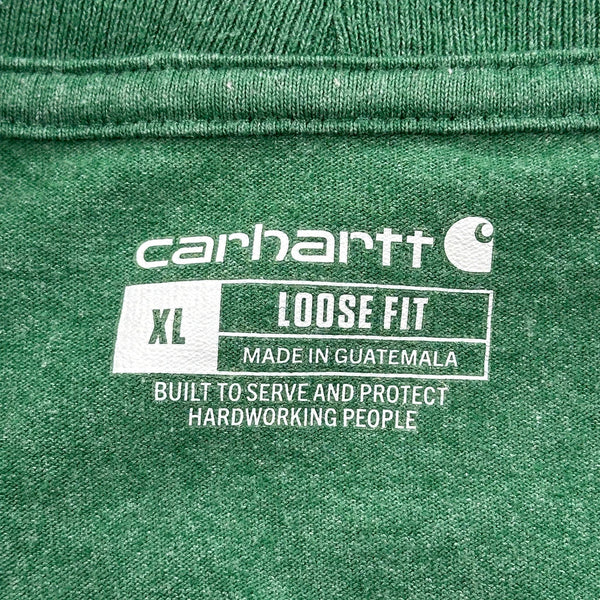 carhartt
XL
LOOSE FIT
MADE IN GUATEMALA
BUILT TO SERVE AND PROTECT
HARDWORKING PEOPLE